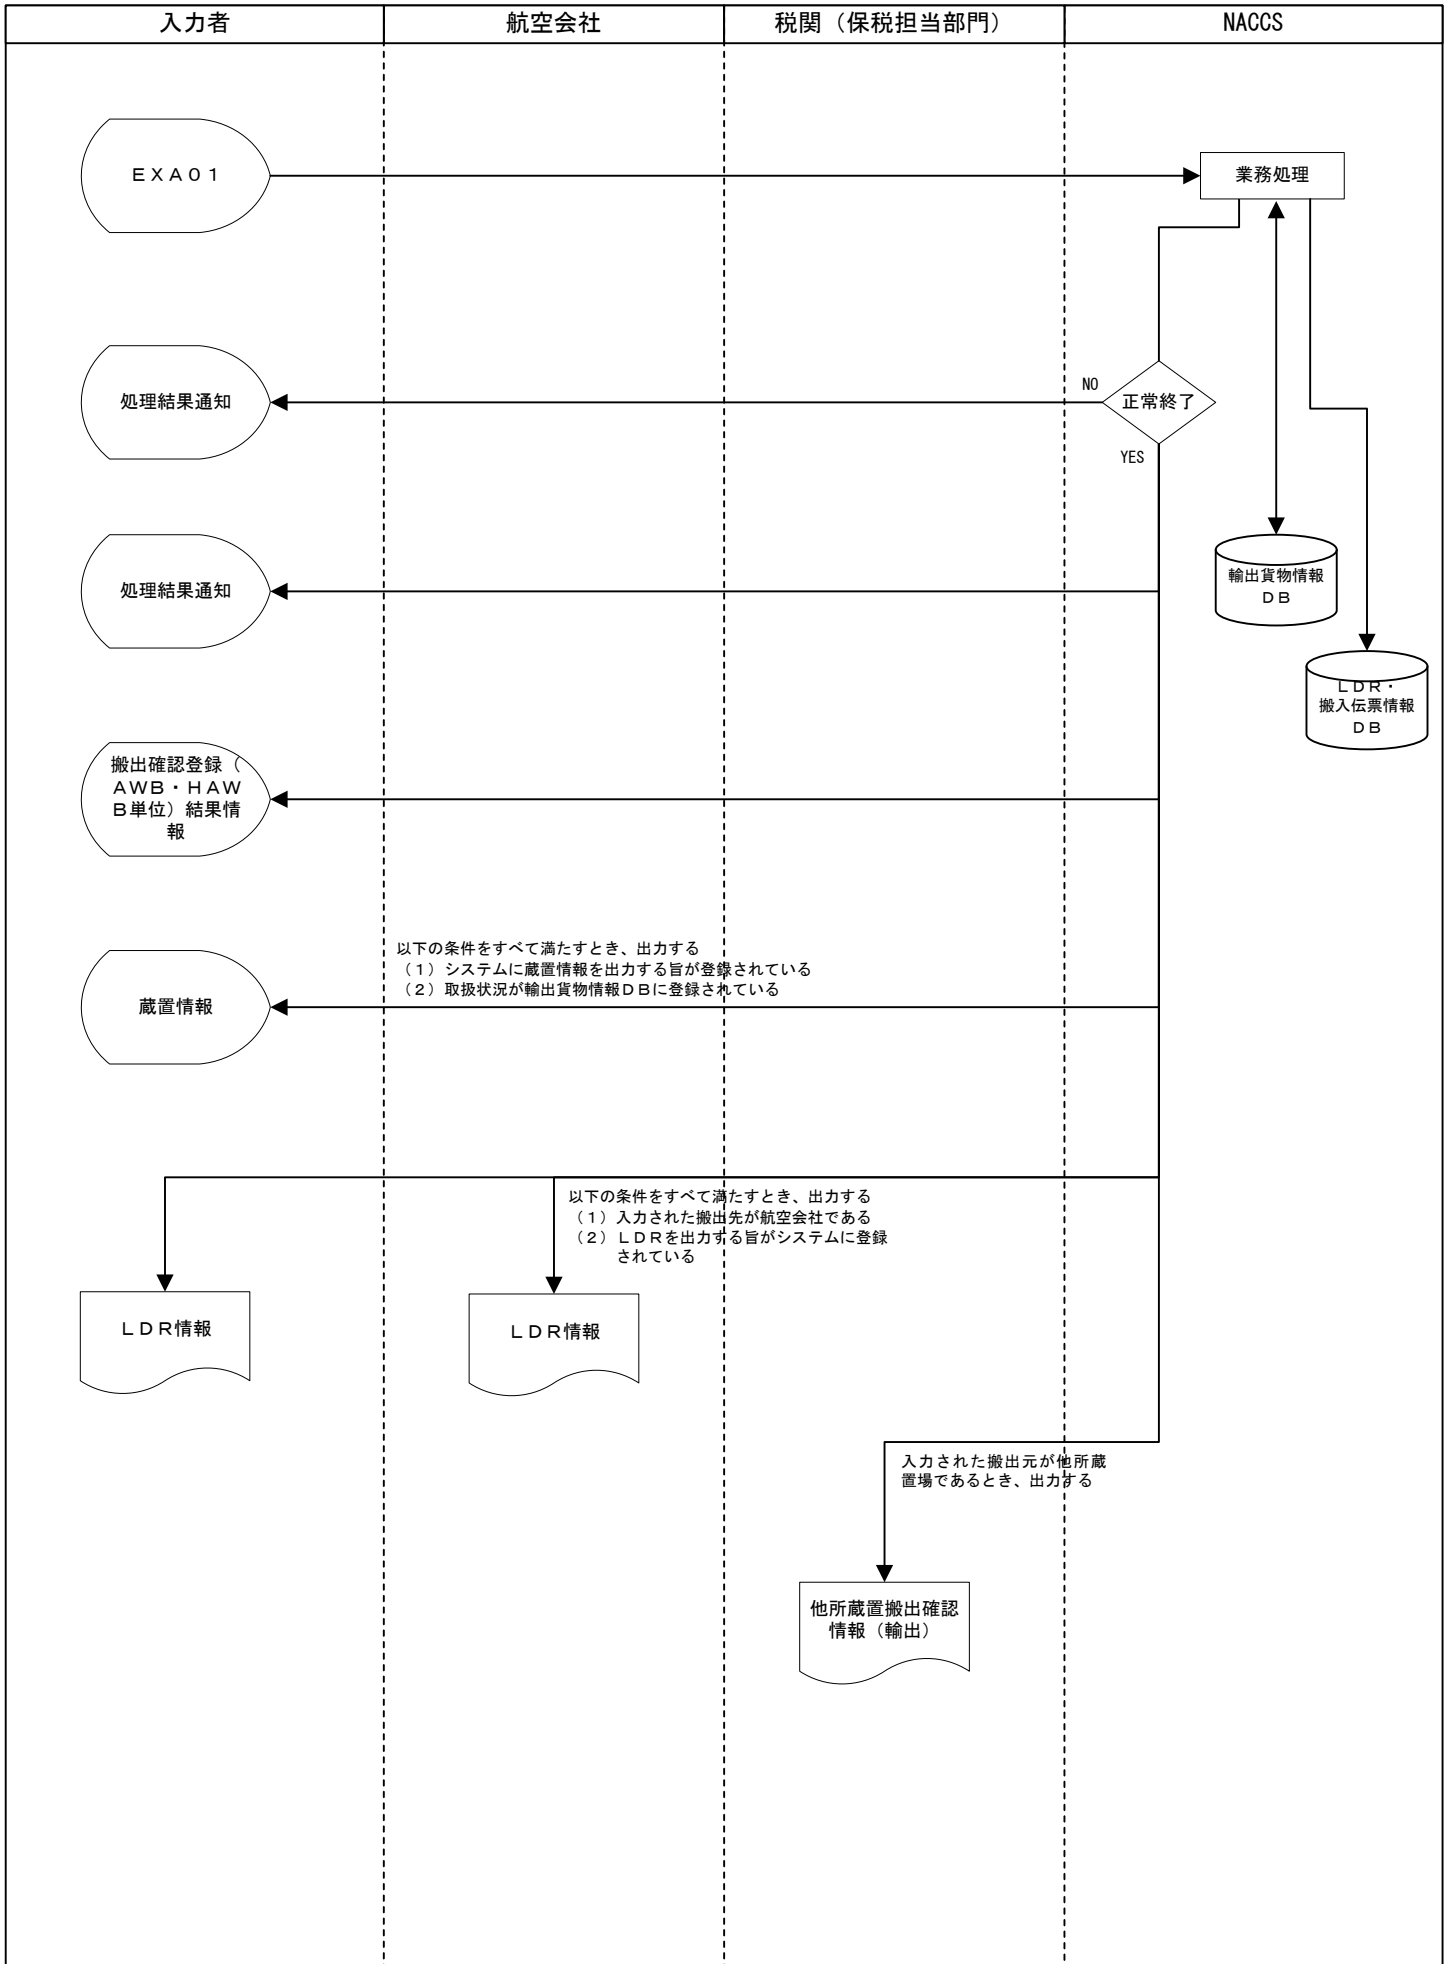 入力者
航空会社
税関（保税担当部門）
NACCS
ＥＸＡ０１
業務処理
処理結果通知
NO
正常終了
YES
処理結果通知
輸出貨物情報
ＤＢ
ＬＤＲ・
搬入伝票情報
ＤＢ
搬出確認登録（
ＡＷＢ・ＨＡＷ
Ｂ単位）結果情
報
以下の条件をすべて満たすとき、出力する
（１）システムに蔵置情報を出力する旨が登録されている
（２）取扱状況が輸出貨物情報ＤＢに登録されている
蔵置情報
以下の条件をすべて満たすとき、出力する
（１）入力された搬出先が航空会社である
（２）ＬＤＲを出力する旨がシステムに登録
されている
ＬＤＲ情報
ＬＤＲ情報
入力された搬出元が他所蔵
置場であるとき、出力する
他所蔵置搬出確認
情報（輸出）